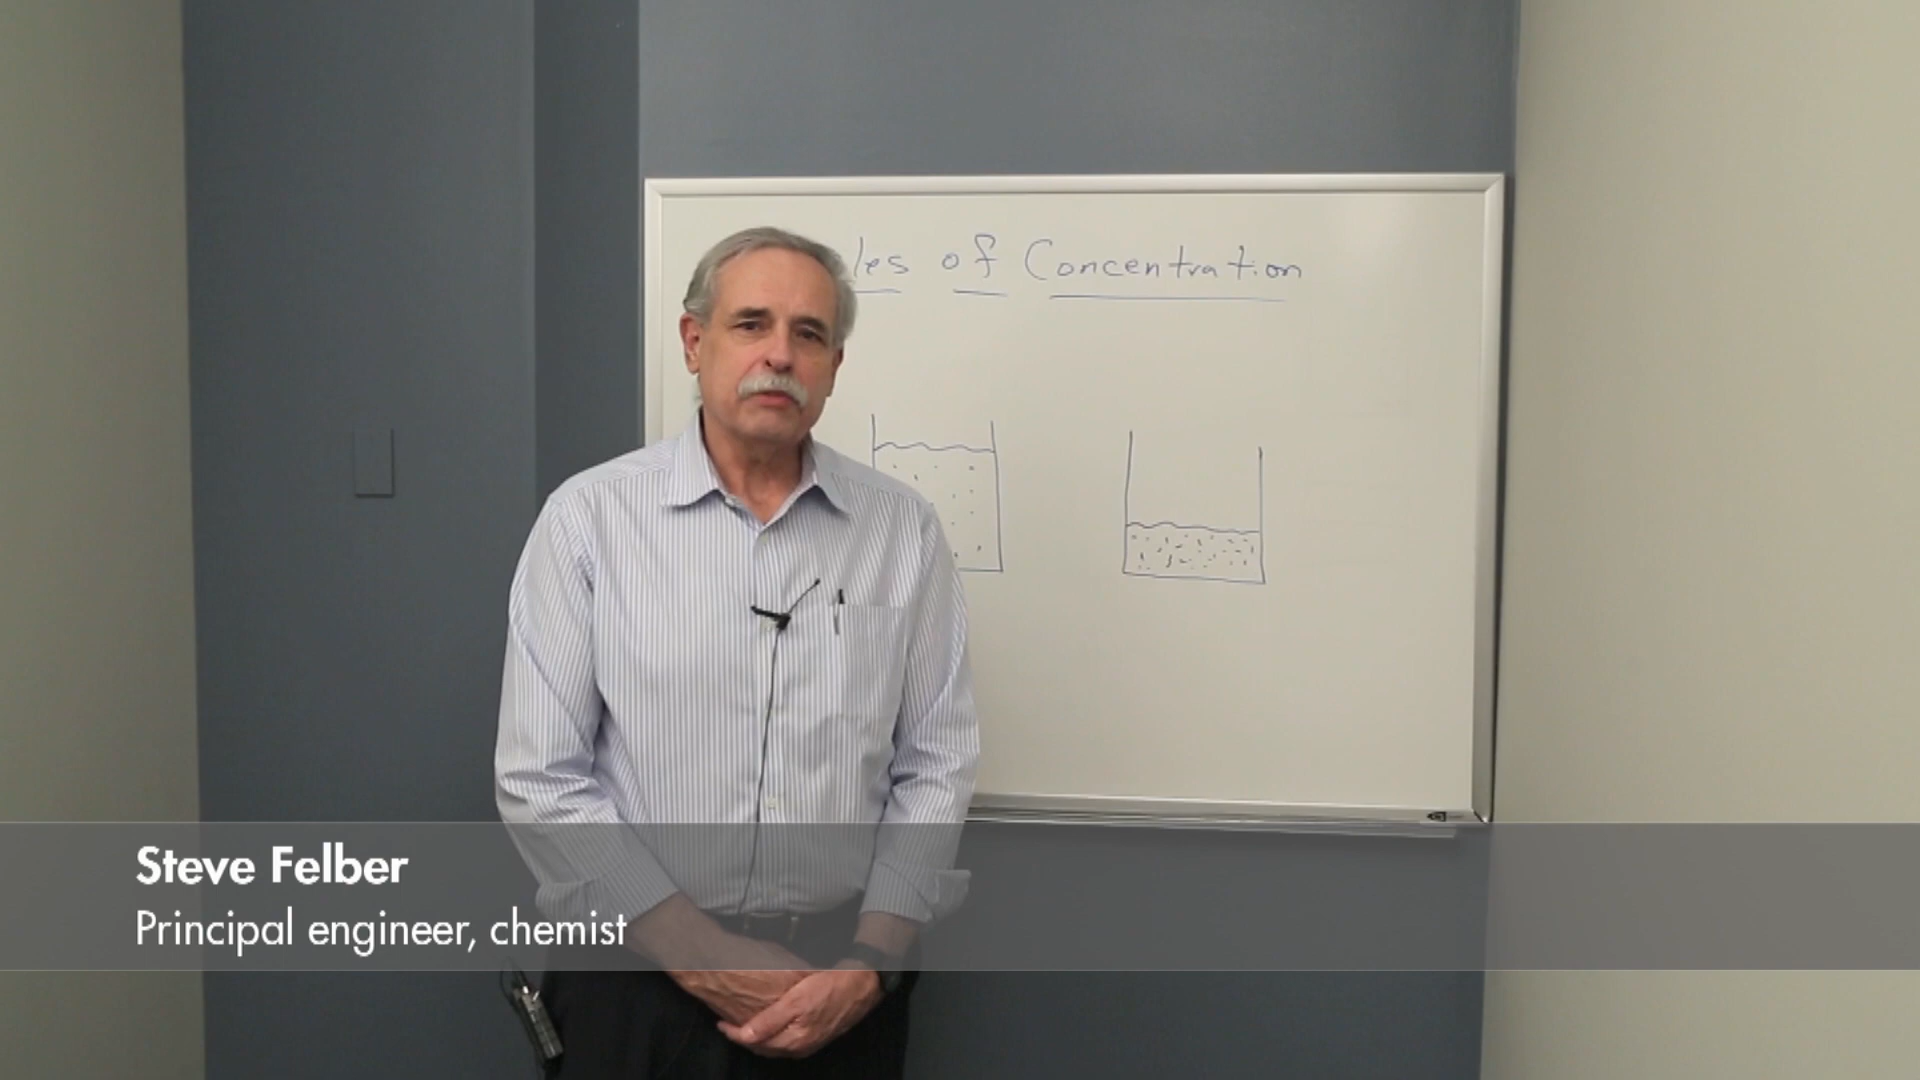 les of Concentration
Steve Felber
Principal engineer, chemist